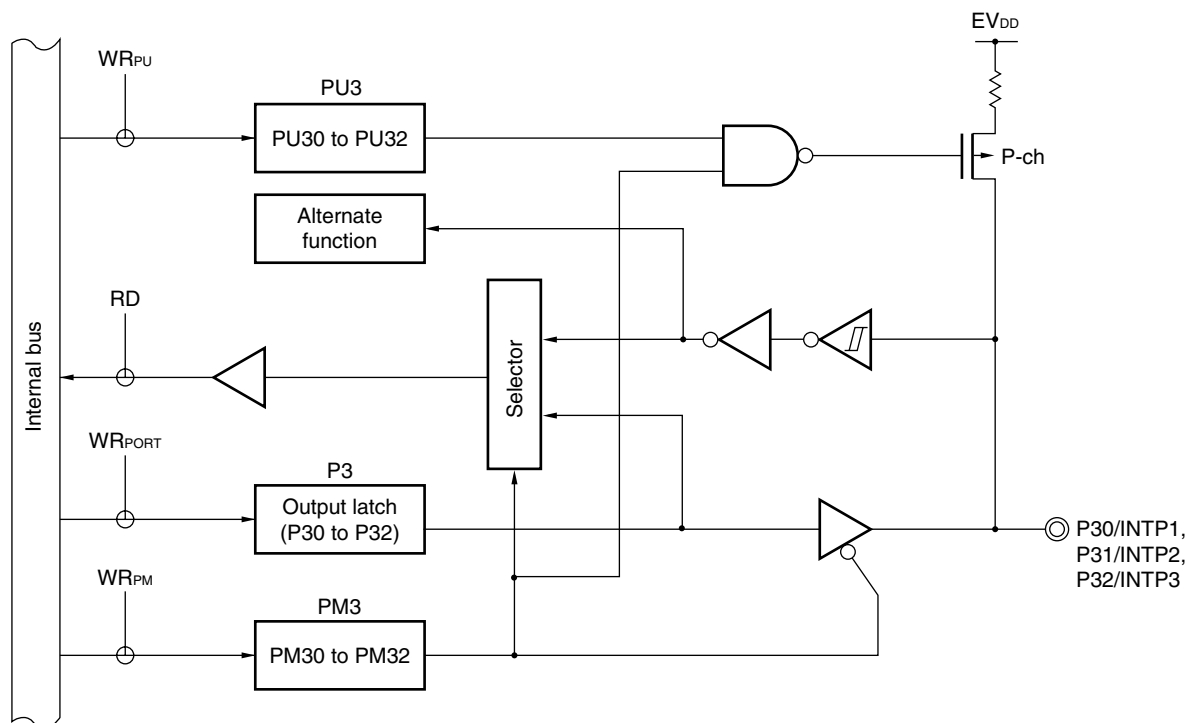 EVDD
WRPU
PU3
PU30 to PU32
P-ch
Alternate
function
RD
Internal bus
Selector
WRPORT
P3
Output latch
(P30 to P32)
P30/INTP1,
P31/INTP2,
P32/INTP3
WRPM
PM3
PM30 to PM32